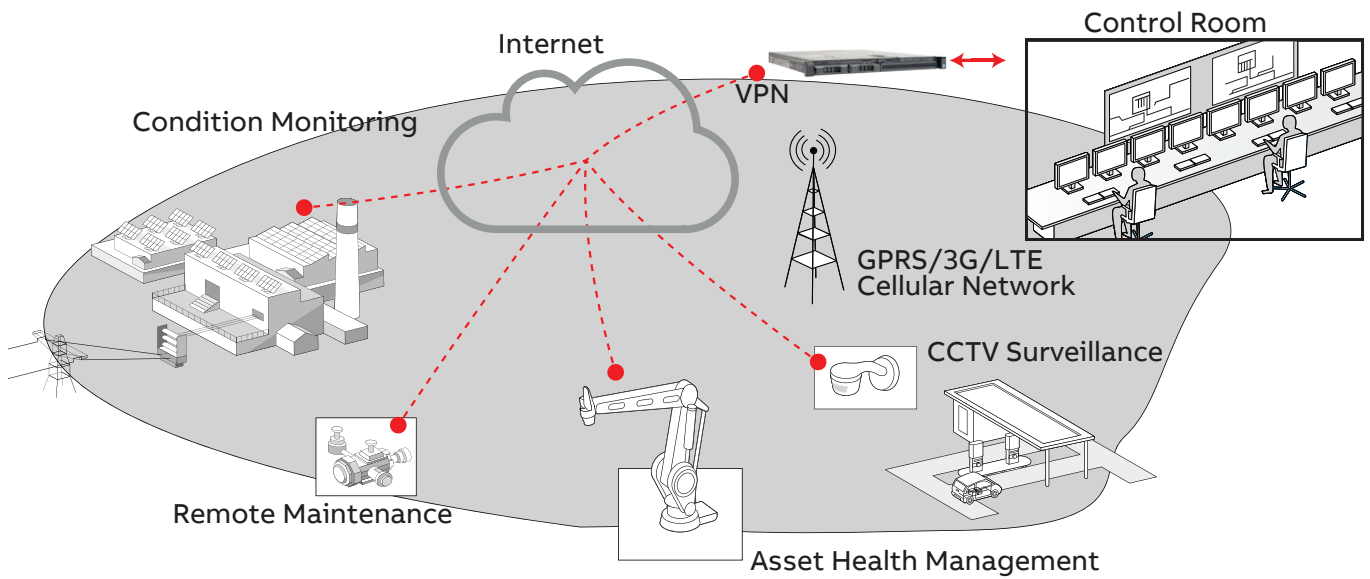 Control Room
Internet
VPN
Condition Monitoring
GPRS/3G/LTE
Cellular Network
CCTV Surveillance
Remote Maintenance
Asset Health Management